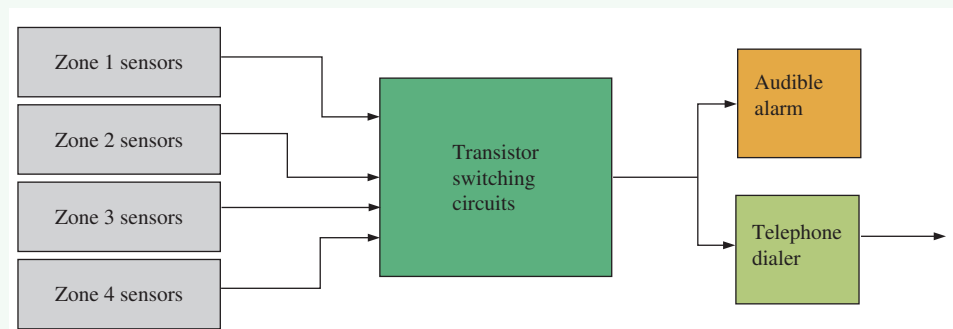 Zone 1 sensors
Zone 2 sensors
Zone 3 sensors
Zone 4 sensors
Transistor
switching
circuits
Audible
alarm
Telephone
dialer